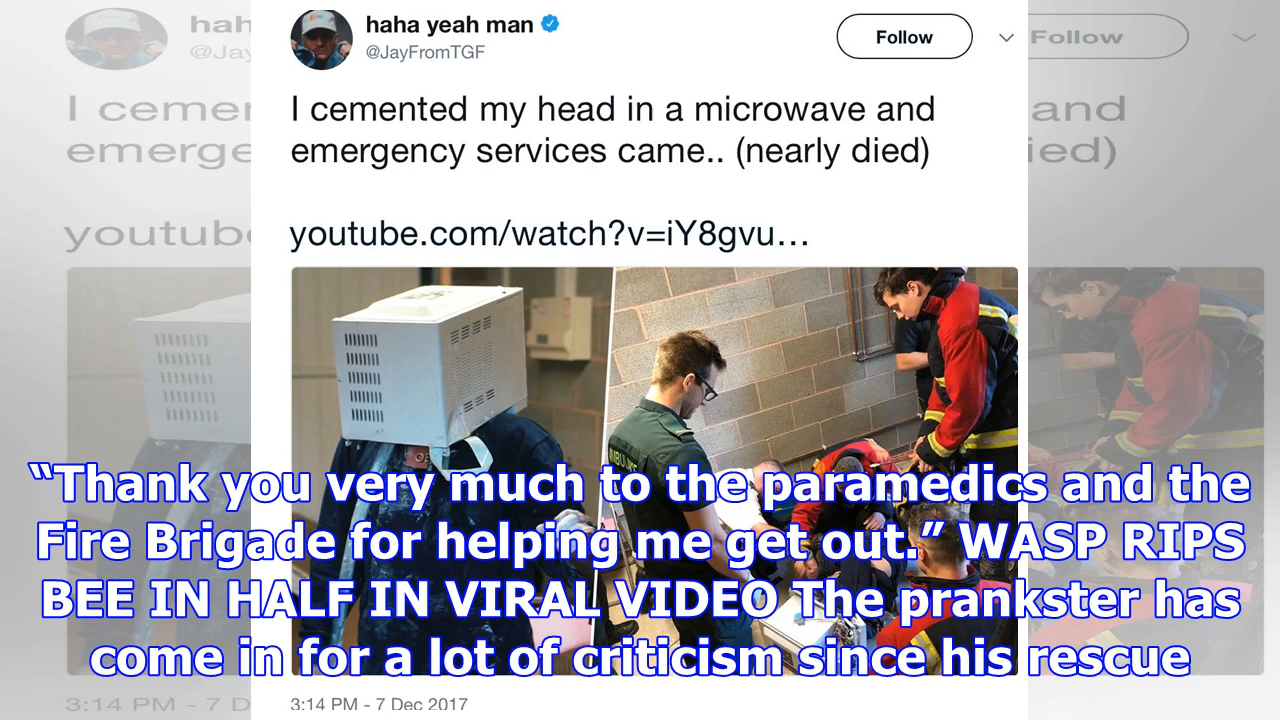 haha yeah man
@JayFromTGF
Follow
I cemented my head in a microwave and
emergency services came.. (nearly died)
youtube.com/watch?v=iY8gvu...
“Thank you very much to the paramedics and the
Fire Brigade for helping me get out.” WASP RIPS
BEE IN HALF IN VIRAL VIDEO The prankster has
come in for a lot of criticism since his rescue
3:14 PM - 7 Dec 2017